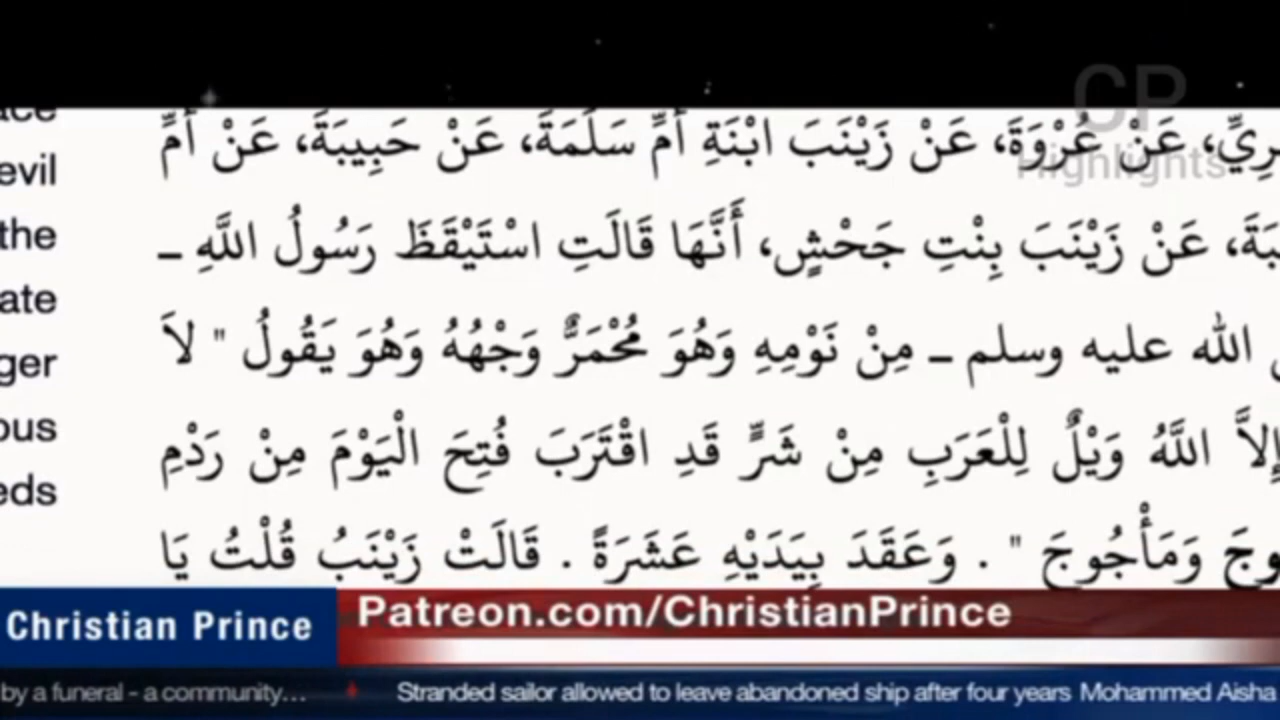 CP
Highlights
ace
evil
the
ate
ger
ous
eds
رِيِّ، عَنْ عُرْوَةَ، عَنْ زَيْنَبَ ابْنَةِ أُمِّ سَلَمَةَ، عَنْ حَبِيبَةَ، عَنْ أُمِّ
بَةَ، عَنْ زَيْنَبَ بِنْتِ جَحْشٍ، أَنَّهَا قَالَتِ اسْتَيْقَظَ رَسُولُ اللَّهِ ـ
الله عليه وسلم ـ مِنْ نَوْمِهِ وَهُوَ مُحْمَرٌّ وَجْهُهُ وَهُوَ يَقُولُ " لاَ
إِلاَّ اللَّهُ وَيْلٌ لِلْعَرَبِ مِنْ شَرٍّ قَدِ اقْتَرَبَ فُتِحَ الْيَوْمَ مِنْ رَدْمِ
وجَ وَمَأْجُوجَ " . وَعَقَدَ بِيَدَيْهِ عَشَرَةً . قَالَتْ زَيْنَبُ قُلْتُ يَا
Christian Prince
Patreon.com/ChristianPrince
by a funeral - a community... Stranded sailor allowed to leave abandoned ship after four years Mohammed Aisha